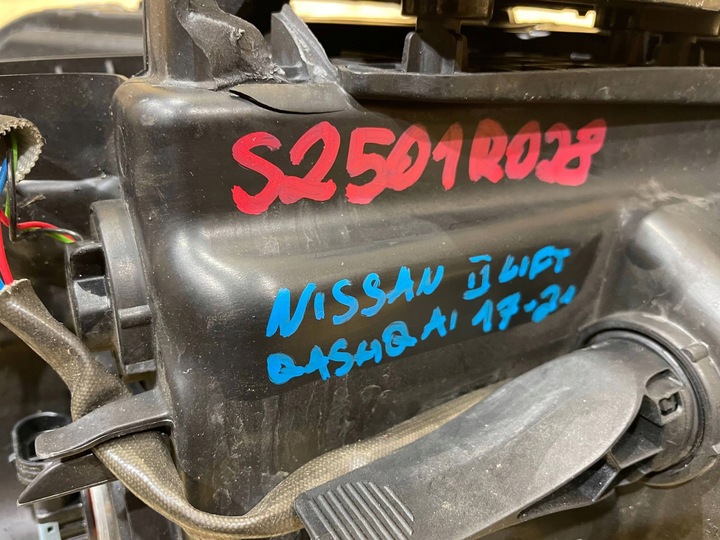 S2501R028
NISSAN II LIFT
QASHQAI 17-21